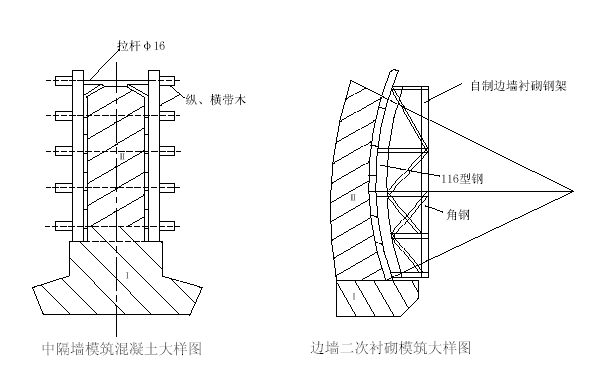 拉杆φ16
纵、横带木
II
I
中隔墙模筑混凝土大样图
自制边墙衬砌钢架
116型钢
角钢
II
I
边墙二次衬砌模筑大样图